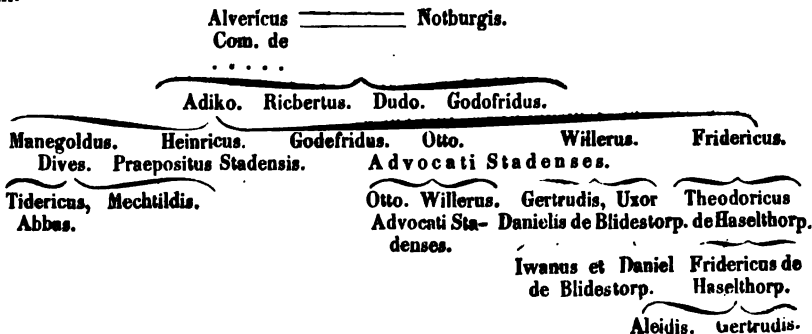 Alvericus Notburgis.
Com. de
. . . . .
Adiko. Ricbertus. Dudo. Godofridus.
Manegoldus. Heinricus. Godefridus. Otto. Willerus. Fridericus.
Dives. Praepositus Stadensis. Advocati Stadenses.
Tidericus, Mechtildis. Otto. Willerus. Gertrudis, Uxor Theodoricus
Abbas. Advocati Sta- Danielis de Blidestorp. de Haselthorp.
denses.
Iwanus et Daniel Fridericus de
de Blidestorp. Haselthorp.
Aleidis. Gertrudis.